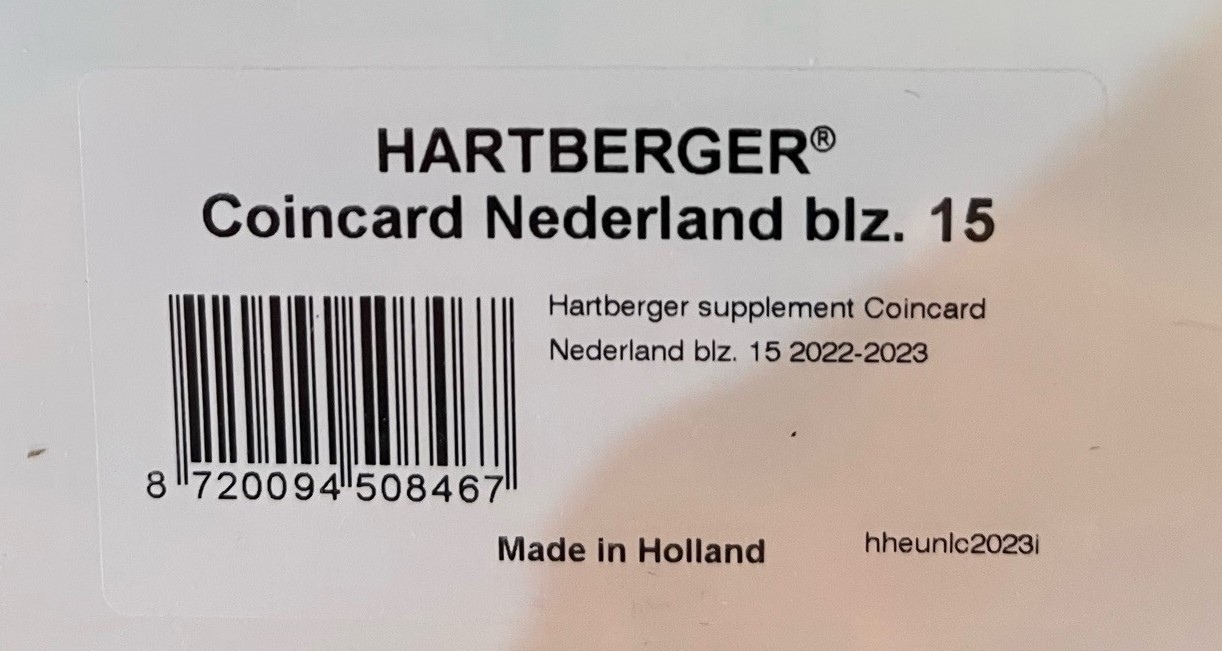 HARTBERGER®
Coincard Nederland blz. 15
Hartberger supplement Coincard
Nederland blz. 15 2022-2023
8 720094 508467
Made in Holland
hheunlc2023i